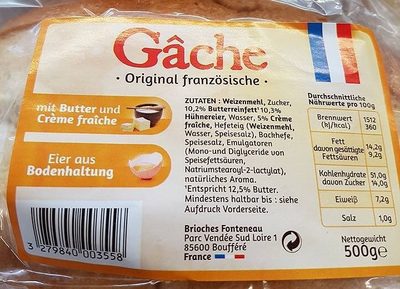 Gâche
• Original französische •
mit Butter und
Crème fraîche
Eier aus
Bodenhaltung
3 279840 003558
ZUTATEN : Weizenmehl, Zucker,
10,2% Butterreinfett¹ 10,3%
Hühnereier, Wasser, 5% Crème
fraîche, Hefeteig (Weizenmehl,
Wasser, Speisesalz), Backhefe,
Speisesalz, Emulgatoren
(Mono-und Diglyceride von
Speisefettsäuren,
Natriumstearoyl-2-lactylat),
natürliches Aroma.
¹Entspricht 12,5% Butter.
Mindestens haltbar bis : siehe
Aufdruck Vorderseite.
Brioches Fonteneau
Parc Vendée Sud Loire 1
85600 Boufféré
France
Durchschnittliche
Nährwerte pro 100g
Brennwert 1512
(kJ/kcal) 360
Fett 14,2g
davon gesättigte 9,2g
Fettsäuren
Kohlenhydrate 51,0g
davon Zucker 14,0g
Eiweiß 7,2g
Salz 1,0g
Nettogewicht
500g e